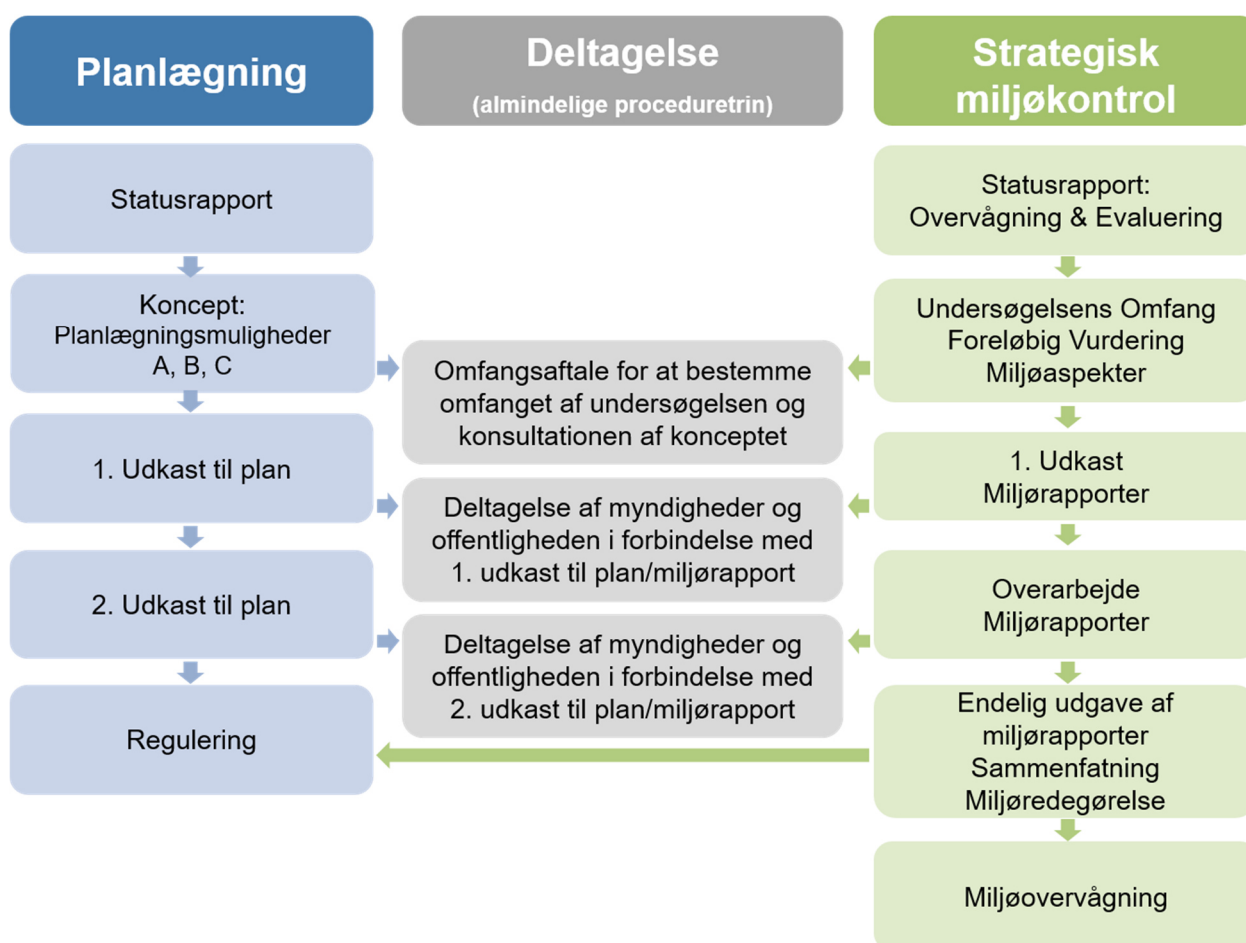 Planlægning
Statusrapport
Koncept:
Planlægningsmuligheder
A, B, C
1. Udkast til plan
2. Udkast til plan
Regulering
Deltagelse
(almindelige proceduretrin)
Omfangsaftale for at bestemme
omfanget af undersøgelsen og
konsultationen af konceptet
Deltagelse af myndigheder og
offentligheden i forbindelse med
1. udkast til plan/miljørapport
Deltagelse af myndigheder og
offentligheden i forbindelse med
2. udkast til plan/miljørapport
Strategisk
miljøkontrol
Statusrapport:
Overvågning & Evaluering
Undersøgelsens Omfang
Foreløbig Vurdering
Miljøaspekter
1. Udkast
Miljørapporter
Overarbejde
Miljørapporter
Endelig udgave af
miljørapporter
Sammenfatning
Miljøredegørelse
Miljøovervågning